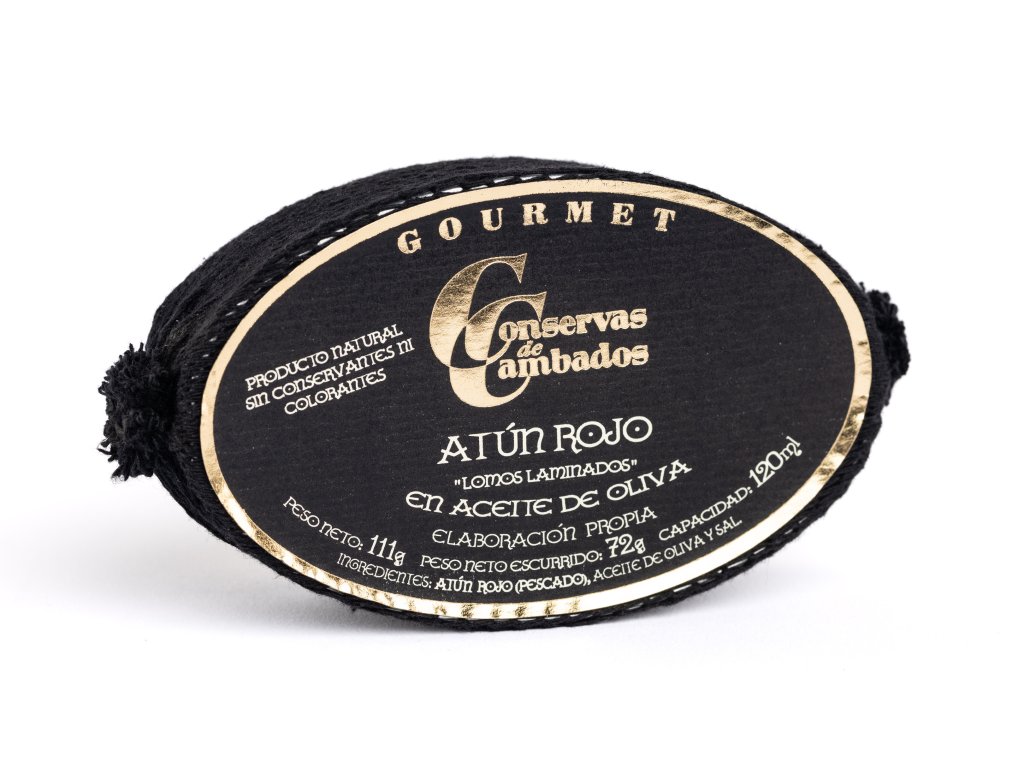 GOURMET
Conservas
de
Cambados
PRODUCTO NATURAL
SIN CONSERVANTES NI
COLORANTES
ATÚN ROJO
"LOMOS LAMINADOS"
EN ACEITE DE OLIVA
ELABORACIÓN PROPIA
PESO NETO: 111g PESO NETO ESCURRIDO: 72g CAPACIDAD: 120ml
INGREDIENTES: ATÚN ROJO (PESCADO), ACEITE DE OLIVA Y SAL